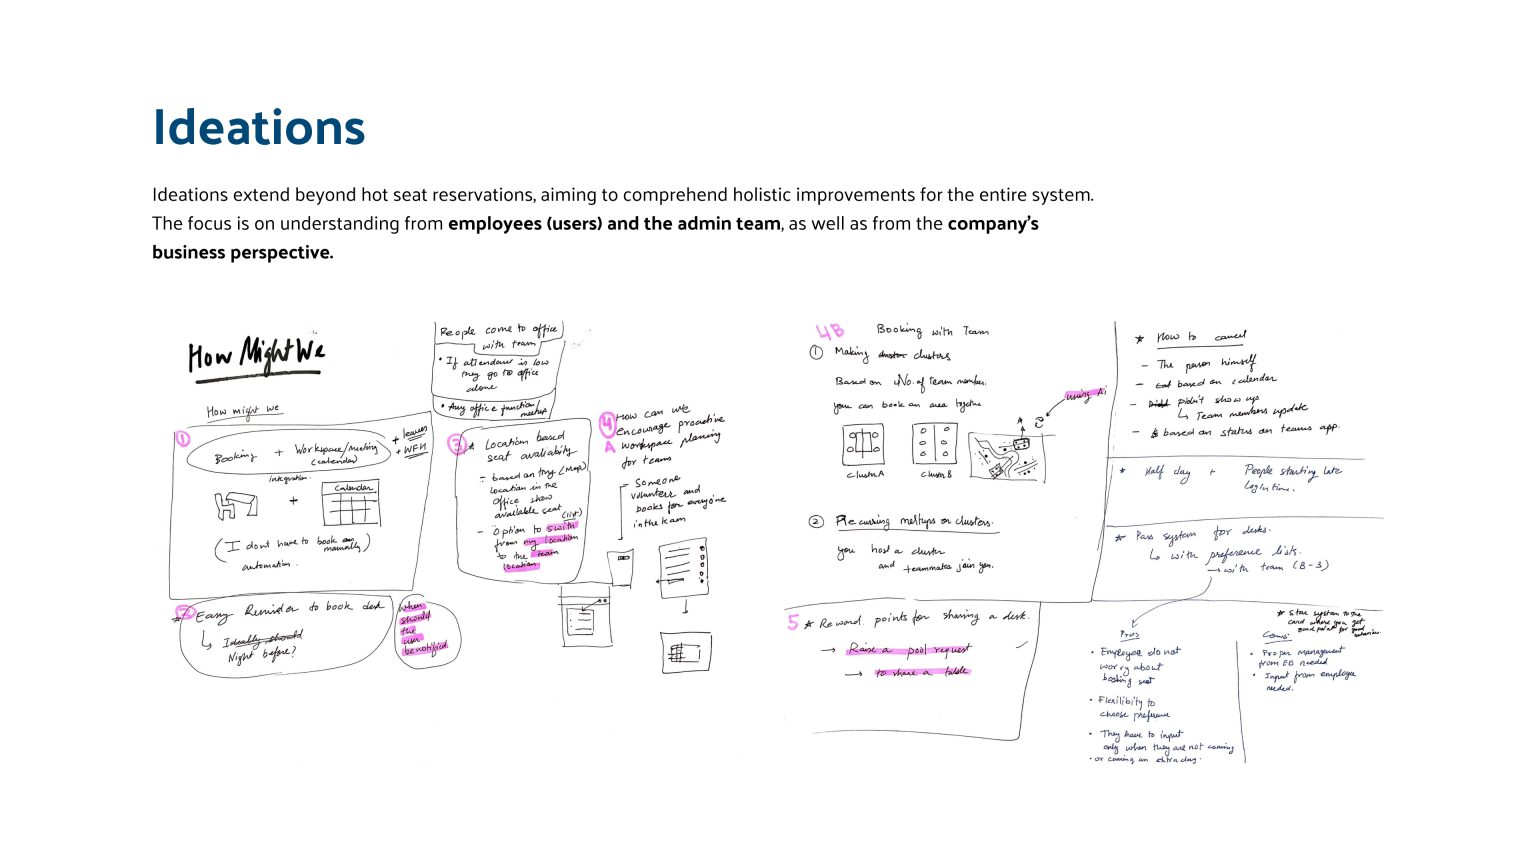 Ideations
Ideations extend beyond hot seat reservations, aiming to comprehend holistic improvements for the entire system.
The focus is on understanding from employees (users) and the admin team, as well as from the company's
business perspective.
How Might We
How might we
1
Booking + Workspace/meeting
(calendar)
integration
+ leaves
+ WFH
+
Calendar
(I dont have to book
manually)
automation.
2
Easy Reminder to book desk
Ideally should
Night before?
when
should
the
user
be notified
People come to office
with team
• If attendance is low
they go to office
alone
• Any office function/
meetup
3
Location based
seat availability
- based on
(Map)
location in the
office show
available seat
(list)
- Option to swith
from my location
to the team
location
4
A
How can we
encourage proactive
workspace planing
for teams
- Someone
volunteers and
books for everyone
in the team
4B
Booking with Team
1 Making clusters
Based on No. of team member.
you can book an area togethe
using Ai
cluster A
cluster B
2 Recurring meetups or clusters.
you host a cluster
and teammates join you.
5
Reward points for sharing a desk.
→ Raise a pool request
→ to share a table
How to cancel
- The person himself
- based on calendar
- Didn't show up
Team members update
- based on status on teams app.
* Half day + People starting late
login time.
Pass system for desks.
with preference lists.
→ with team (B-3)
* Star system to the
card where you get
good point for good
behavior
Pros
• Employee do not
worry about
booking seat
• Flexilibity to
choose preference
• They have to input
only when they are not coming
• or coming an extra day.
Cons
• Proper management
from ED needed
• Input from employee
needed.